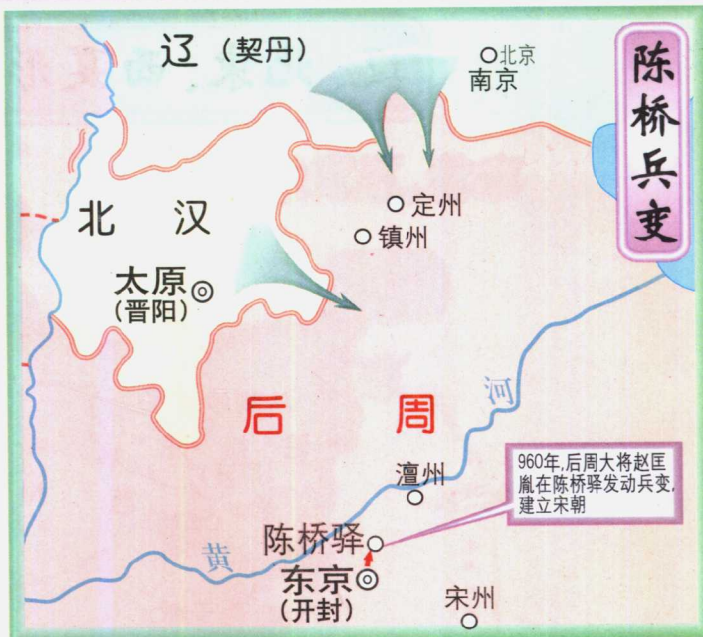 陈桥兵变
辽（契丹）
北京
南京
定州
镇州
北汉
太原
（晋阳）
后周
河
澶州
960年,后周大将赵匡
胤在陈桥驿发动兵变,
建立宋朝
陈桥驿
黄
东京
（开封）
宋州